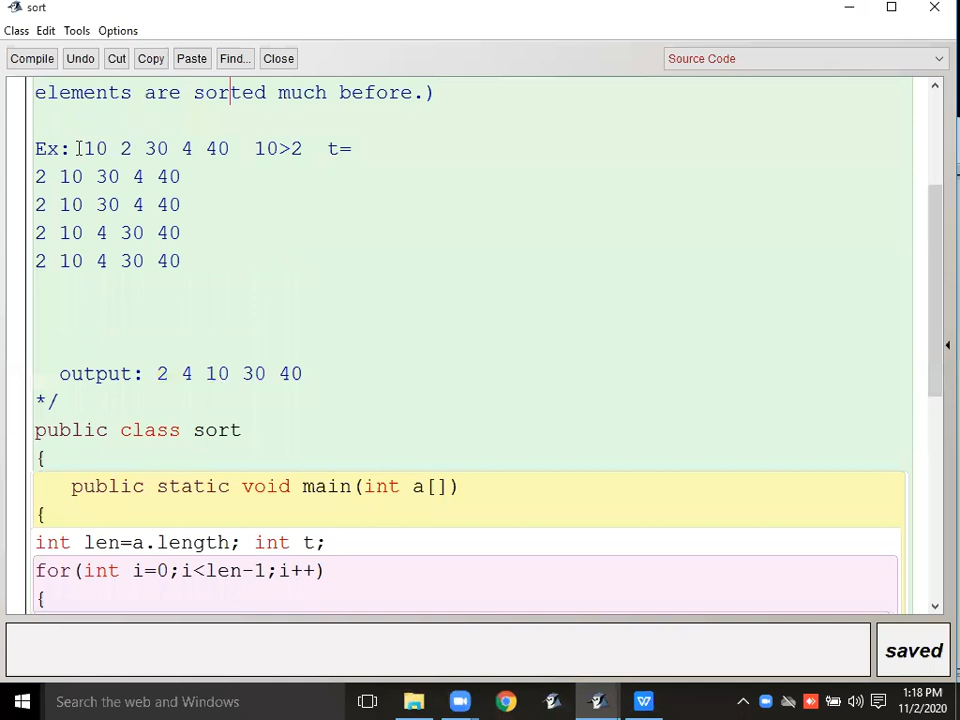 sort
Class Edit Tools Options
Compile Undo Cut Copy Paste Find... Close Source Code
elements are sorted much before.)
Ex: 10 2 30 4 40  10>2  t=
2 10 30 4 40
2 10 30 4 40
2 10 4 30 40
2 10 4 30 40
output: 2 4 10 30 40
*/
public class sort
{
public static void main(int a[])
{
int len=a.length; int t;
for(int i=0;i<len-1;i++)
{
saved
Search the web and Windows
1:18 PM
11/2/2020